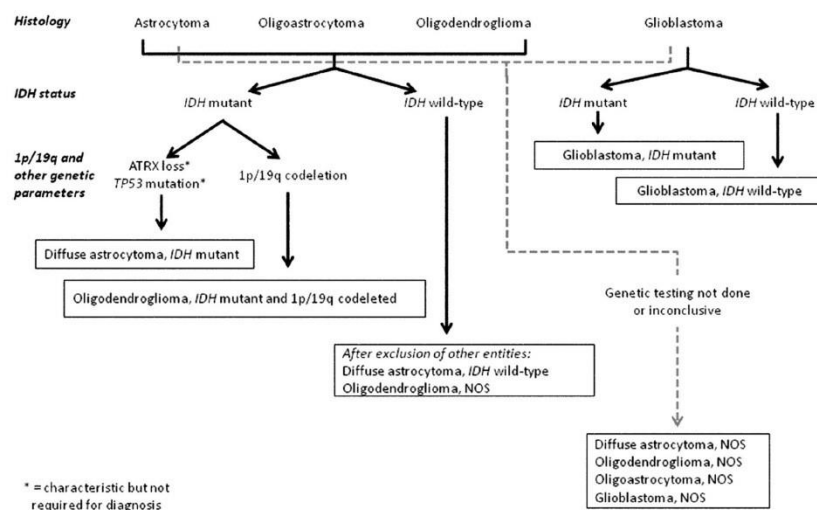 Histology
Astrocytoma
Oligoastrocytoma
Oligodendroglioma
Glioblastoma
IDH status
IDH mutant
IDH wild-type
IDH mutant
IDH wild-type
1p/19q and
other genetic
parameters
ATRX loss*
TP53 mutation*
1p/19q codeletion
Glioblastoma, IDH mutant
Glioblastoma, IDH wild-type
Diffuse astrocytoma, IDH mutant
Oligodendroglioma, IDH mutant and 1p/19q codeleted
Genetic testing not done
or inconclusive
After exclusion of other entities:
Diffuse astrocytoma, IDH wild-type
Oligodendroglioma, NOS
Diffuse astrocytoma, NOS
Oligodendroglioma, NOS
Oligoastrocytoma, NOS
Glioblastoma, NOS
* = characteristic but not
required for diagnosis